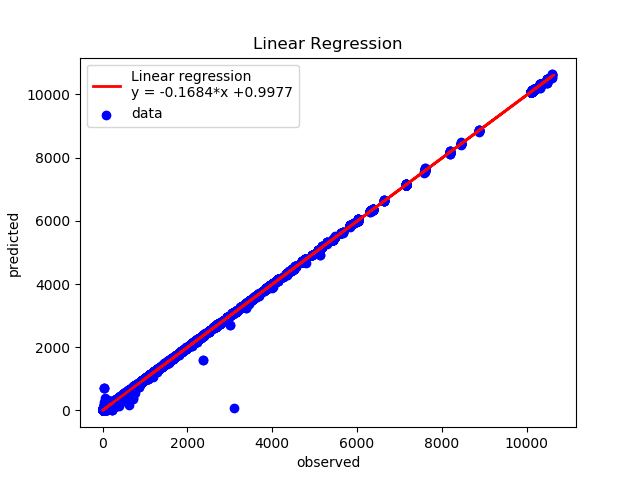 Linear Regression
Linear regression
y = -0.1684*x +0.9977
data
predicted
10000
8000
6000
4000
2000
0
0 2000 4000 6000 8000 10000
observed